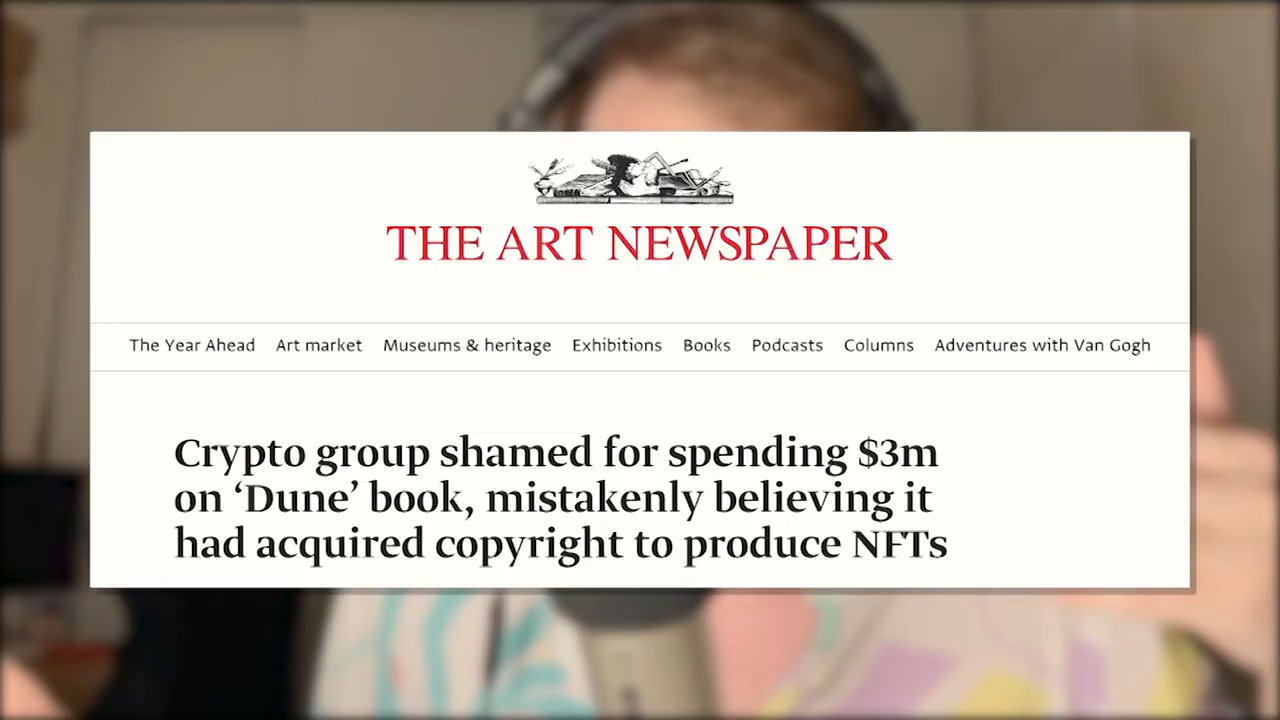 THE ART NEWSPAPER
The Year Ahead Art market Museums & heritage Exhibitions Books Podcasts Columns Adventures with Van Gogh
Crypto group shamed for spending $3m
on ‘Dune’ book, mistakenly believing it
had acquired copyright to produce NFTs